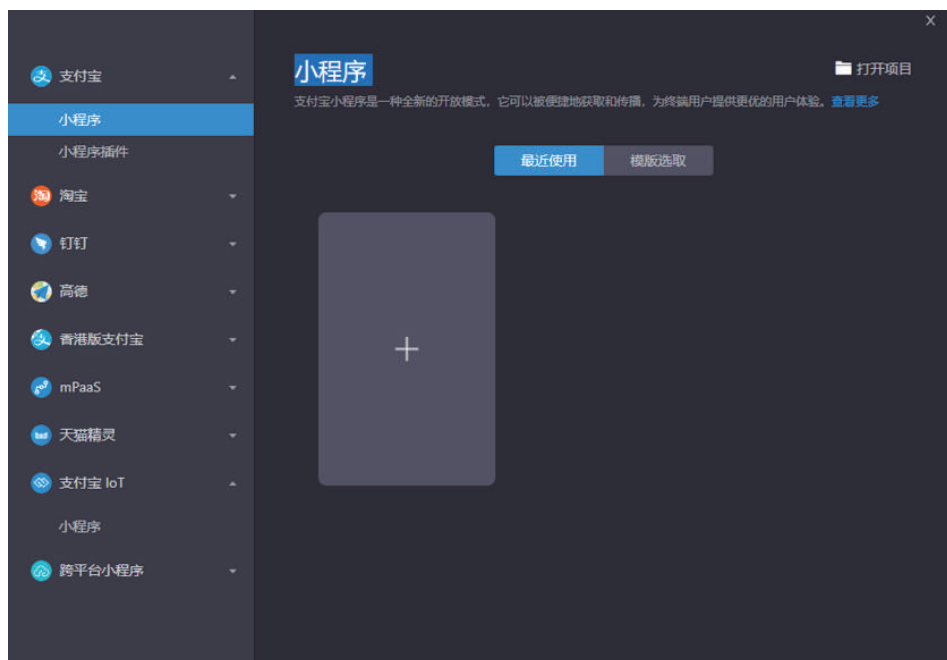 X
支付宝
小程序
小程序插件
淘宝
钉钉
高德
香港版支付宝
mPaaS
天猫精灵
支付宝 IoT
小程序
跨平台小程序
小程序
打开项目
支付宝小程序是一种全新的开放模式，它可以被便捷地获取和传播，为终端用户提供更优的用户体验。查看更多
最近使用
模版选取